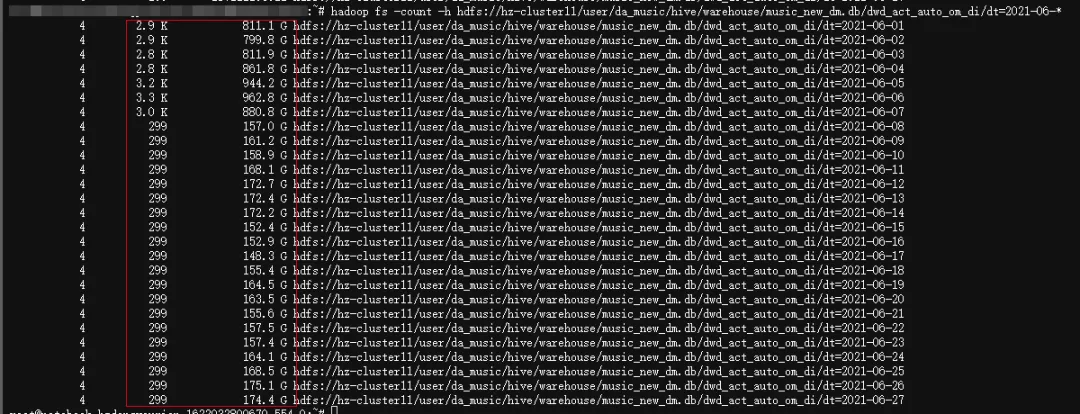 :~# hadoop fs -count -h hdfs://hz-cluster11/user/da_music/hive/warehouse/music_new_dm.db/dwd_act_auto_om_di/dt=2021-06-*
4 2.9 K 811.1 G hdfs://hz-cluster11/user/da_music/hive/warehouse/music_new_dm.db/dwd_act_auto_om_di/dt=2021-06-01
4 2.9 K 799.8 G hdfs://hz-cluster11/user/da_music/hive/warehouse/music_new_dm.db/dwd_act_auto_om_di/dt=2021-06-02
4 2.8 K 811.9 G hdfs://hz-cluster11/user/da_music/hive/warehouse/music_new_dm.db/dwd_act_auto_om_di/dt=2021-06-03
4 2.8 K 861.8 G hdfs://hz-cluster11/user/da_music/hive/warehouse/music_new_dm.db/dwd_act_auto_om_di/dt=2021-06-04
4 3.2 K 944.2 G hdfs://hz-cluster11/user/da_music/hive/warehouse/music_new_dm.db/dwd_act_auto_om_di/dt=2021-06-05
4 3.3 K 962.8 G hdfs://hz-cluster11/user/da_music/hive/warehouse/music_new_dm.db/dwd_act_auto_om_di/dt=2021-06-06
4 3.0 K 880.8 G hdfs://hz-cluster11/user/da_music/hive/warehouse/music_new_dm.db/dwd_act_auto_om_di/dt=2021-06-07
4 299 157.0 G hdfs://hz-cluster11/user/da_music/hive/warehouse/music_new_dm.db/dwd_act_auto_om_di/dt=2021-06-08
4 299 161.2 G hdfs://hz-cluster11/user/da_music/hive/warehouse/music_new_dm.db/dwd_act_auto_om_di/dt=2021-06-09
4 299 158.9 G hdfs://hz-cluster11/user/da_music/hive/warehouse/music_new_dm.db/dwd_act_auto_om_di/dt=2021-06-10
4 299 168.1 G hdfs://hz-cluster11/user/da_music/hive/warehouse/music_new_dm.db/dwd_act_auto_om_di/dt=2021-06-11
4 299 172.7 G hdfs://hz-cluster11/user/da_music/hive/warehouse/music_new_dm.db/dwd_act_auto_om_di/dt=2021-06-12
4 299 172.4 G hdfs://hz-cluster11/user/da_music/hive/warehouse/music_new_dm.db/dwd_act_auto_om_di/dt=2021-06-13
4 299 172.2 G hdfs://hz-cluster11/user/da_music/hive/warehouse/music_new_dm.db/dwd_act_auto_om_di/dt=2021-06-14
4 299 152.4 G hdfs://hz-cluster11/user/da_music/hive/warehouse/music_new_dm.db/dwd_act_auto_om_di/dt=2021-06-15
4 299 152.9 G hdfs://hz-cluster11/user/da_music/hive/warehouse/music_new_dm.db/dwd_act_auto_om_di/dt=2021-06-16
4 299 148.3 G hdfs://hz-cluster11/user/da_music/hive/warehouse/music_new_dm.db/dwd_act_auto_om_di/dt=2021-06-17
4 299 155.4 G hdfs://hz-cluster11/user/da_music/hive/warehouse/music_new_dm.db/dwd_act_auto_om_di/dt=2021-06-18
4 299 164.5 G hdfs://hz-cluster11/user/da_music/hive/warehouse/music_new_dm.db/dwd_act_auto_om_di/dt=2021-06-19
4 299 163.5 G hdfs://hz-cluster11/user/da_music/hive/warehouse/music_new_dm.db/dwd_act_auto_om_di/dt=2021-06-20
4 299 155.6 G hdfs://hz-cluster11/user/da_music/hive/warehouse/music_new_dm.db/dwd_act_auto_om_di/dt=2021-06-21
4 299 157.5 G hdfs://hz-cluster11/user/da_music/hive/warehouse/music_new_dm.db/dwd_act_auto_om_di/dt=2021-06-22
4 299 157.4 G hdfs://hz-cluster11/user/da_music/hive/warehouse/music_new_dm.db/dwd_act_auto_om_di/dt=2021-06-23
4 299 164.1 G hdfs://hz-cluster11/user/da_music/hive/warehouse/music_new_dm.db/dwd_act_auto_om_di/dt=2021-06-24
4 299 168.5 G hdfs://hz-cluster11/user/da_music/hive/warehouse/music_new_dm.db/dwd_act_auto_om_di/dt=2021-06-25
4 299 175.1 G hdfs://hz-cluster11/user/da_music/hive/warehouse/music_new_dm.db/dwd_act_auto_om_di/dt=2021-06-26
4 299 174.4 G hdfs://hz-cluster11/user/da_music/hive/warehouse/music_new_dm.db/dwd_act_auto_om_di/dt=2021-06-27